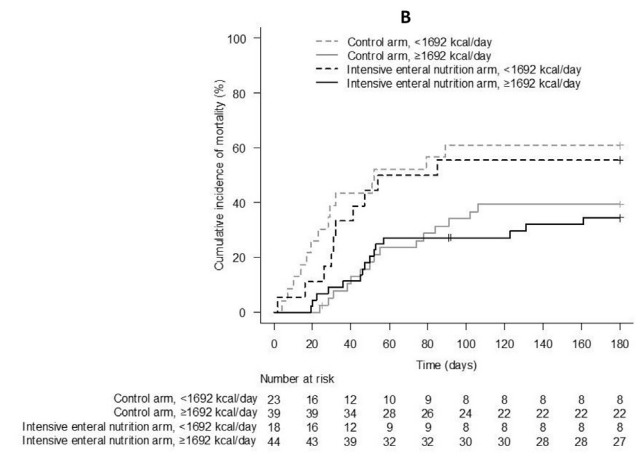 B
Control arm, <1692 kcal/day
Control arm, ≥1692 kcal/day
Intensive enteral nutrition arm, <1692 kcal/day
Intensive enteral nutrition arm, ≥1692 kcal/day
Cumulative incidence of mortality (%)
100
80
60
40
20
0
0 20 40 60 80 100 120 140 160 180
Time (days)
Number at risk
Control arm, <1692 kcal/day 23 16 12 10 9 8 8 8 8 8
Control arm, ≥1692 kcal/day 39 39 34 28 26 24 22 22 22 22
Intensive enteral nutrition arm, <1692 kcal/day 18 16 12 9 9 8 8 8 8 8
Intensive enteral nutrition arm, ≥1692 kcal/day 44 43 39 32 32 30 30 28 28 27